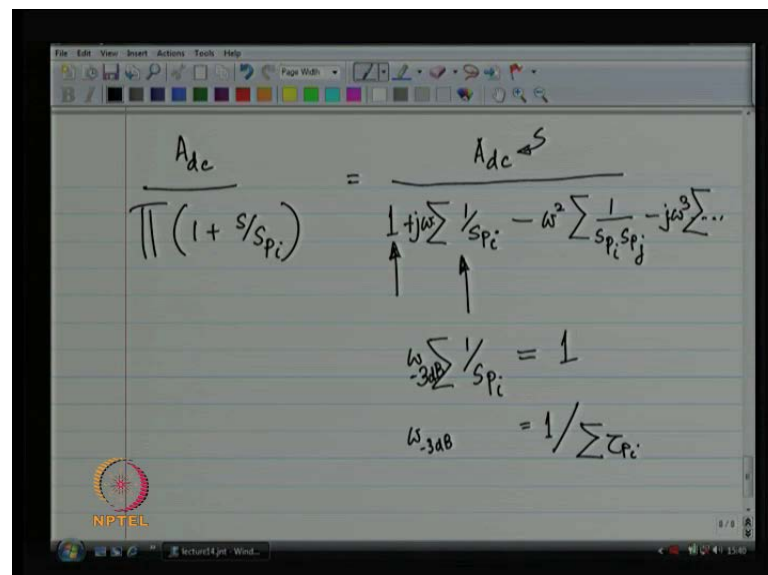 File Edit View Insert Actions Tools Help
Page Width
B I
A_dc / ∏ (1 + s/s_pi) = A_dc s / 1 + jω∑ 1/s_pi − ω² ∑ 1/(s_pi s_pj) − jω³ ∑...
ω_-3dB ∑ 1/s_pi = 1
ω_-3dB = 1/∑ τ_pi
NPTEL
8/8
lecture14.jnt - Wind...
15:40